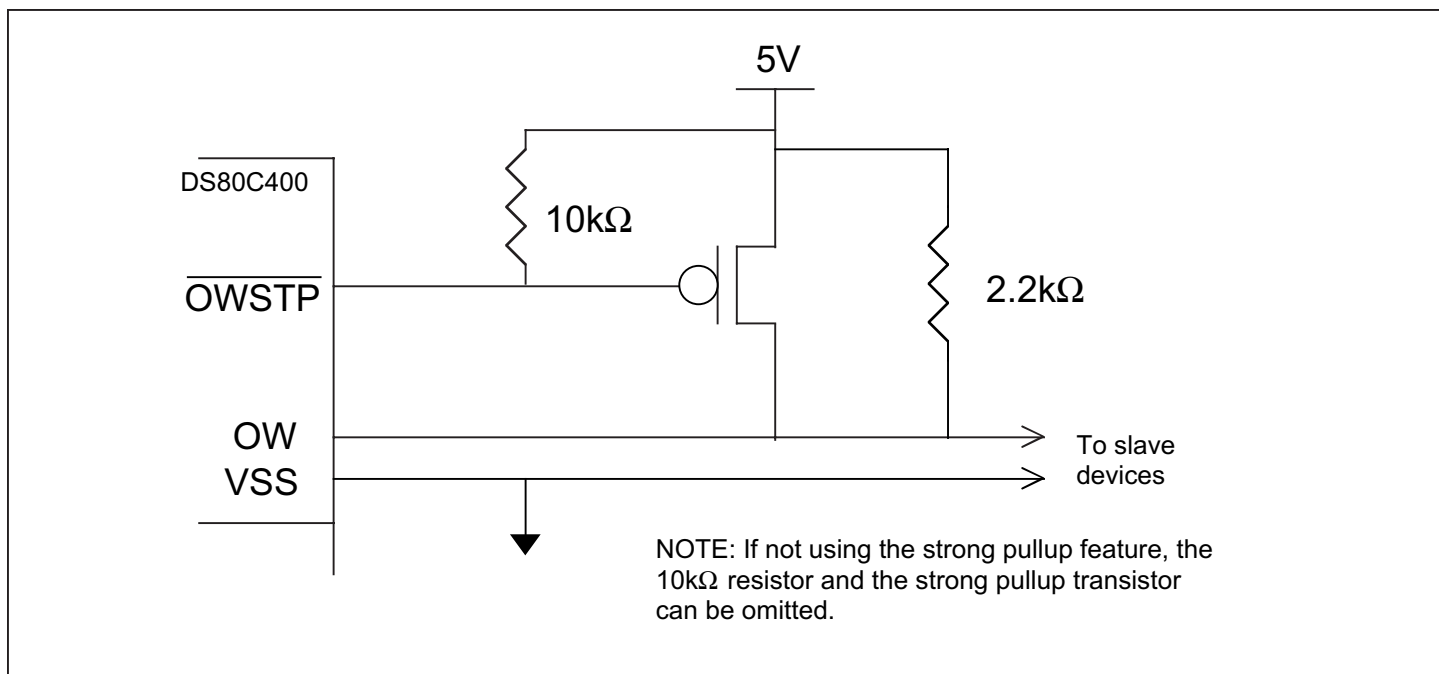 5V
DS80C400
10kΩ
OWSTP
2.2kΩ
OW
To slave
devices
VSS
NOTE: If not using the strong pullup feature, the
10kΩ resistor and the strong pullup transistor
can be omitted.